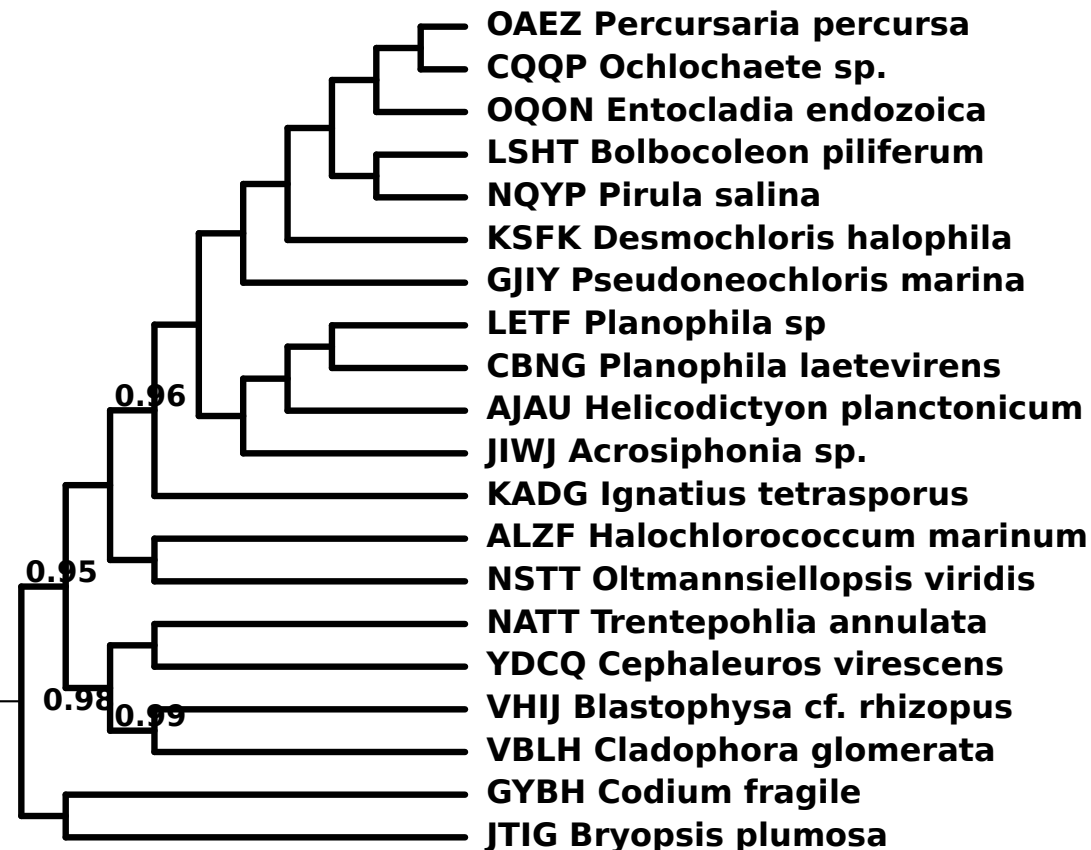 OAEZ Percursaria percursa
CQQP Ochlochaete sp.
OQON Entocladia endozoica
LSHT Bolbocoleon piliferum
NQYP Pirula salina
KSFK Desmochloris halophila
GJIY Pseudoneochloris marina
LETF Planophila sp
CBNG Planophila laetevirens
0.96
AJAU Helicodictyon planctonicum
JIWJ Acrosiphonia sp.
KADG Ignatius tetrasporus
ALZF Halochlorococcum marinum
0.95
NSTT Oltmannsiellopsis viridis
NATT Trentepohlia annulata
YDCQ Cephaleuros virescens
0.98
VHIJ Blastophysa cf. rhizopus
0.99
VBLH Cladophora glomerata
GYBH Codium fragile
JTIG Bryopsis plumosa